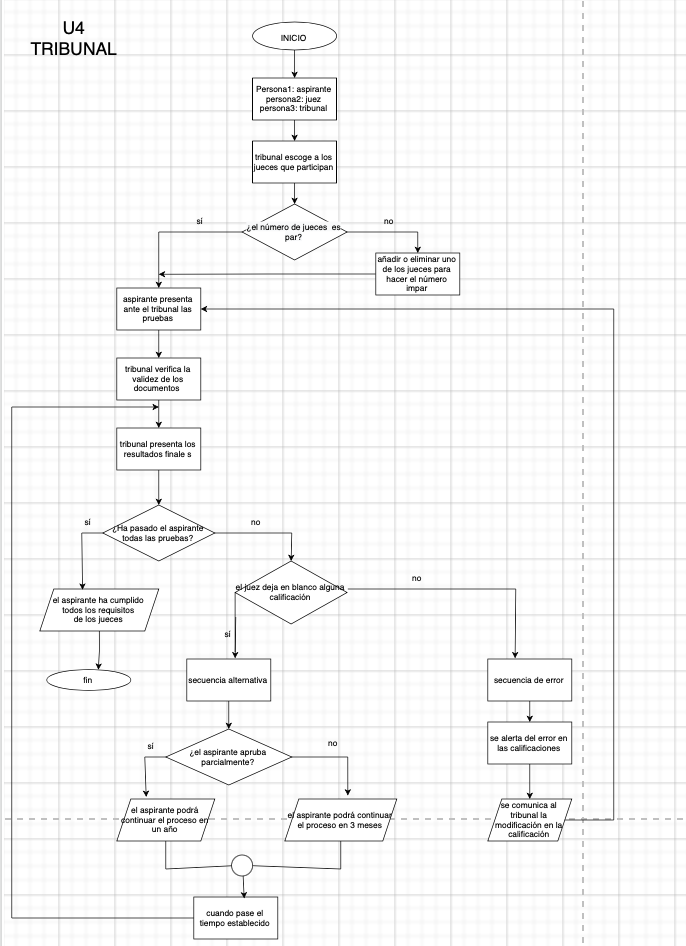 U4
TRIBUNAL
INICIO
Persona1: aspirante
persona2: juez
persona3: tribunal
tribunal escoge a los
jueces que participan
¿el número de jueces es
par?
sí
no
añadir o eliminar uno
de los jueces para
hacer el número
impar
aspirante presenta
ante el tribunal las
pruebas
tribunal verifica la
validez de los
documentos
tribunal presenta los
resultados finale s
¿Ha pasado el aspirante
todas las pruebas?
sí
no
el aspirante ha cumplido
todos los requisitos
de los jueces
fin
el juez deja en blanco alguna
calificación
no
sí
secuencia alternativa
secuencia de error
se alerta del error en
las calificaciones
¿el aspirante aprueba
parcialmente?
sí
no
el aspirante podrá
continuar el proceso en
un año
el aspirante podrá continuar
el proceso en 3 meses
se comunica al
tribunal la
modificación en la
calificación
cuando pase el
tiempo establecido